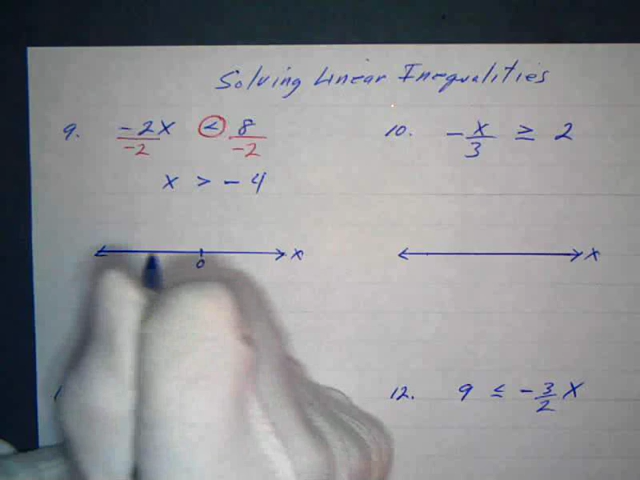 Solving Linear Inequalities
9. -2x < 8
-2 -2
x > -4
0 x
10. -x/3 ≥ 2
x
12. 9 ≤ -3/2 x